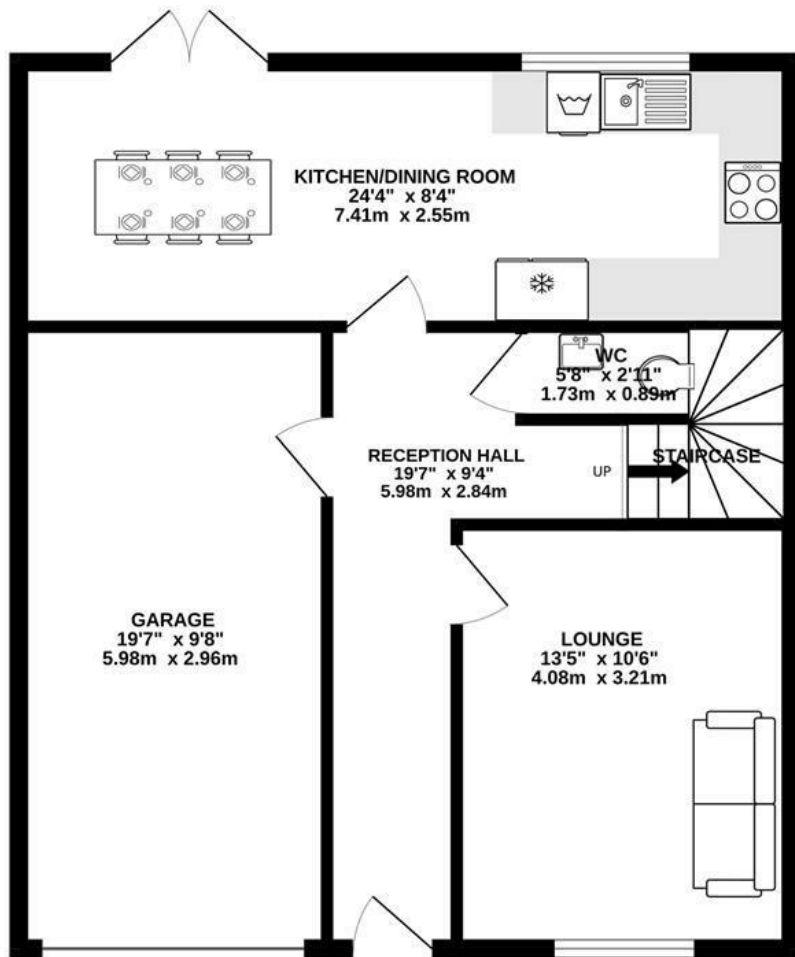 KITCHEN/DINING ROOM
24'4" x 8'4"
7.41m x 2.55m
WC
5'8" x 2'11"
1.73m x 0.89m
RECEPTION HALL
19'7" x 9'4"
5.98m x 2.84m
UP
STAIRCASE
GARAGE
19'7" x 9'8"
5.98m x 2.96m
LOUNGE
13'5" x 10'6"
4.08m x 3.21m